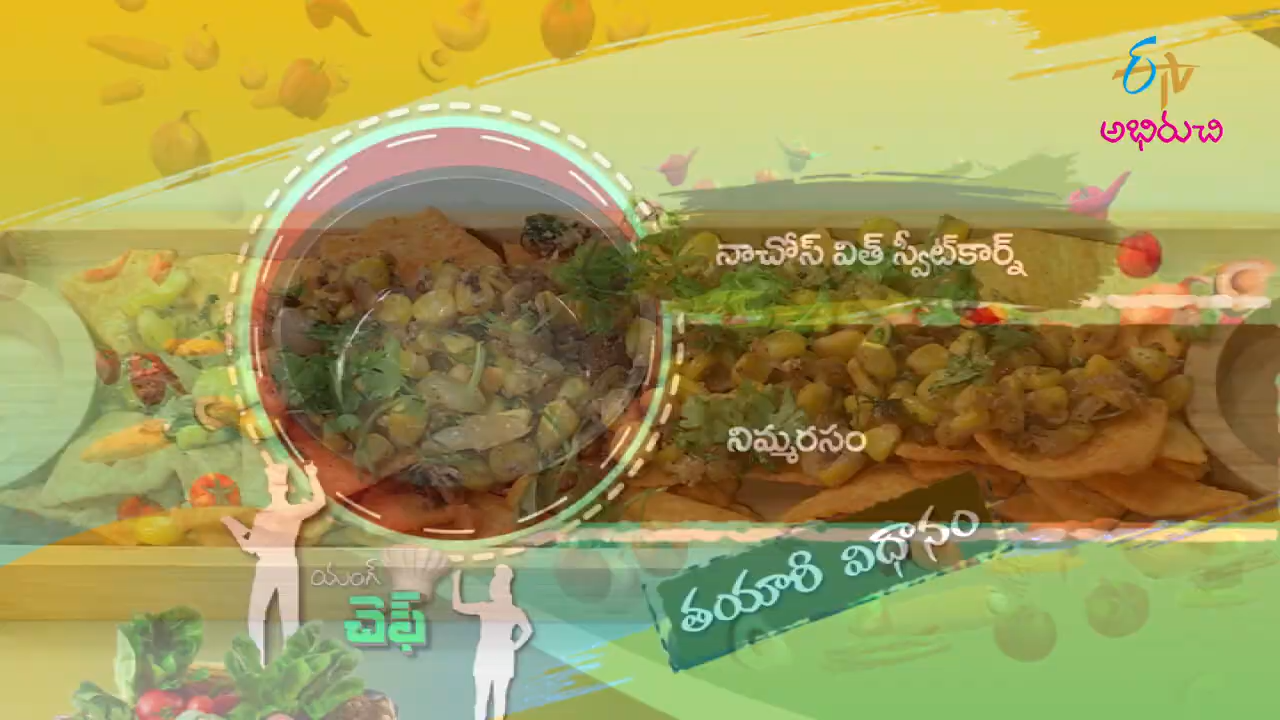 ETV
అభిరుచి
నాచోస్ విత్ స్వీట్‌కార్న్
నిమ్మరసం
తయారీ విధానం
యంగ్
చెఫ్